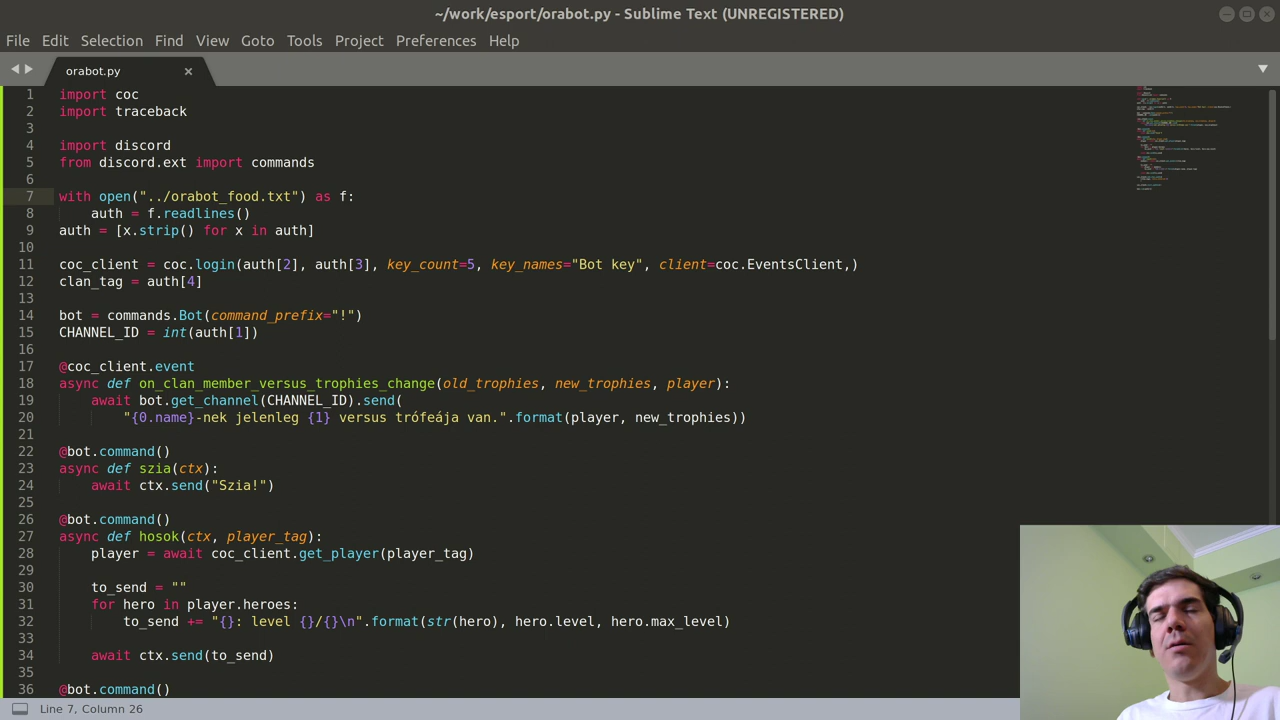 ~/work/esport/orabot.py - Sublime Text (UNREGISTERED)
File Edit Selection Find View Goto Tools Project Preferences Help
orabot.py
1 import coc
2 import traceback
3
4 import discord
5 from discord.ext import commands
6
7 with open("../orabot_food.txt") as f:
8 auth = f.readlines()
9 auth = [x.strip() for x in auth]
10
11 coc_client = coc.login(auth[2], auth[3], key_count=5, key_names="Bot key", client=coc.EventsClient,)
12 clan_tag = auth[4]
13
14 bot = commands.Bot(command_prefix="!")
15 CHANNEL_ID = int(auth[1])
16
17 @coc_client.event
18 async def on_clan_member_versus_trophies_change(old_trophies, new_trophies, player):
19 await bot.get_channel(CHANNEL_ID).send(
20 "{0.name}-nek jelenleg {1} versus trófeája van.".format(player, new_trophies))
21
22 @bot.command()
23 async def szia(ctx):
24 await ctx.send("Szia!")
25
26 @bot.command()
27 async def hosok(ctx, player_tag):
28 player = await coc_client.get_player(player_tag)
29
30 to_send = ""
31 for hero in player.heroes:
32 to_send += "{}: level {}/{}\n".format(str(hero), hero.level, hero.max_level)
33
34 await ctx.send(to_send)
35
36 @bot.command()
Line 7, Column 26